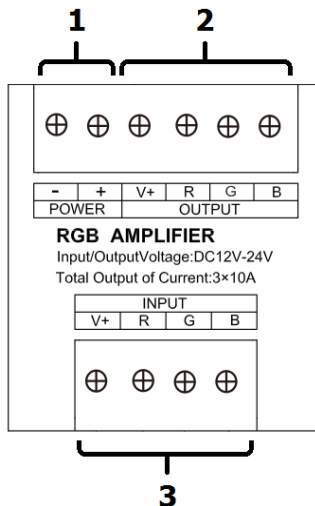 1 2
- + V+ R G B
POWER OUTPUT
RGB AMPLIFIER
Input/OutputVoltage:DC12V-24V
Total Output of Current:3×10A
INPUT
V+ R G B
3